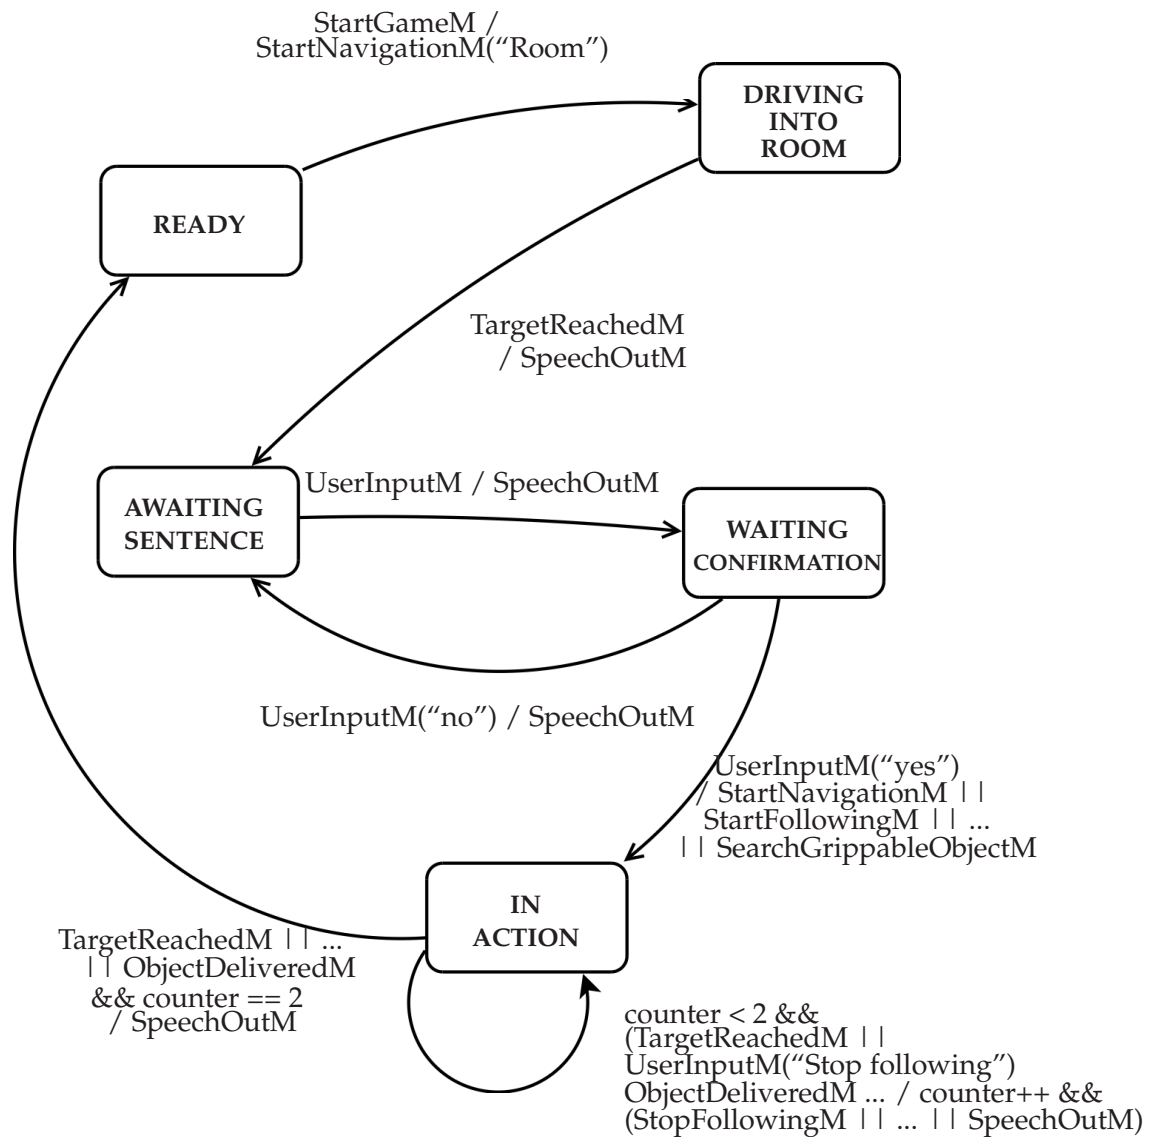 StartGameM /
StartNavigationM(“Room”)
DRIVING
INTO
ROOM
READY
TargetReachedM
/ SpeechOutM
AWAITING
SENTENCE
UserInputM / SpeechOutM
WAITING
CONFIRMATION
UserInputM(“no”) / SpeechOutM
UserInputM(“yes”)
/ StartNavigationM ||
StartFollowingM || ...
|| SearchGrippableObjectM
IN
ACTION
TargetReachedM || ...
|| ObjectDeliveredM
&& counter == 2
/ SpeechOutM
counter < 2 &&
(TargetReachedM ||
UserInputM(“Stop following”)
ObjectDeliveredM ... / counter++ &&
(StopFollowingM || ... || SpeechOutM)